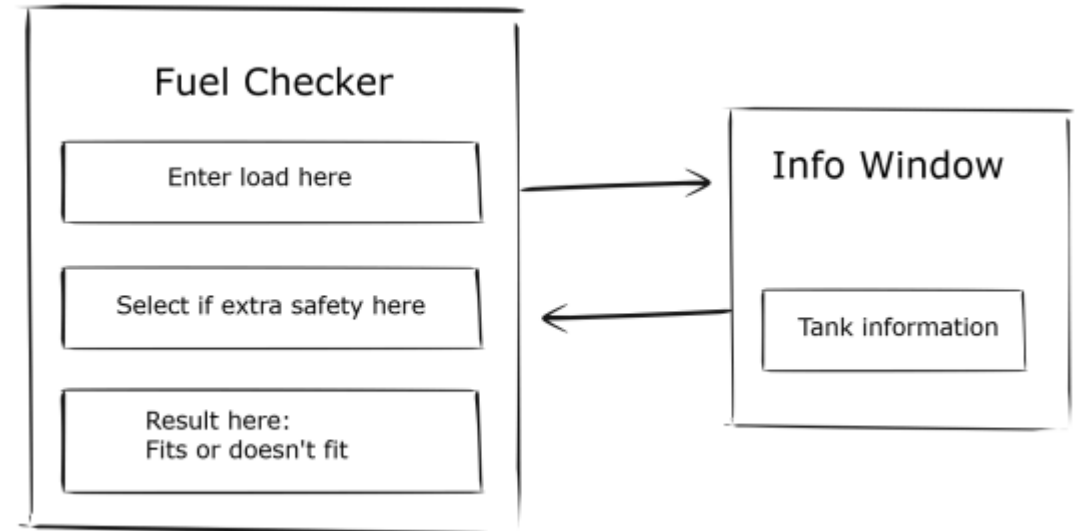 Fuel Checker
Enter load here
Select if extra safety here
Result here:
Fits or doesn't fit
Info Window
Tank information